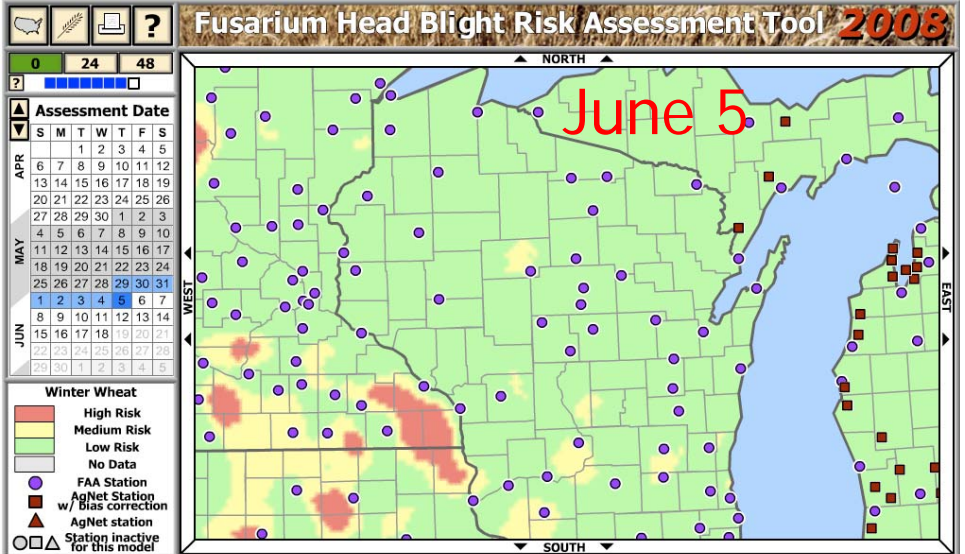 ?
Fusarium Head Blight Risk Assessment Tool 2008
0 24 48
?
NORTH
June 5
Assessment Date
S M T W T F S
APR
1 2 3 4 5
6 7 8 9 10 11 12
13 14 15 16 17 18 19
20 21 22 23 24 25 26
27 28 29 30 1 2 3
MAY
4 5 6 7 8 9 10
11 12 13 14 15 16 17
18 19 20 21 22 23 24
25 26 27 28 29 30 31
JUN
1 2 3 4 5 6 7
8 9 10 11 12 13 14
15 16 17 18 19 20 21
22 23 24 25 26 27 28
29 30 1 2 3 4 5
WEST
EAST
Winter Wheat
High Risk
Medium Risk
Low Risk
No Data
FAA Station
AgNet Station
w/ bias correction
AgNet station
Station inactive
for this model
SOUTH